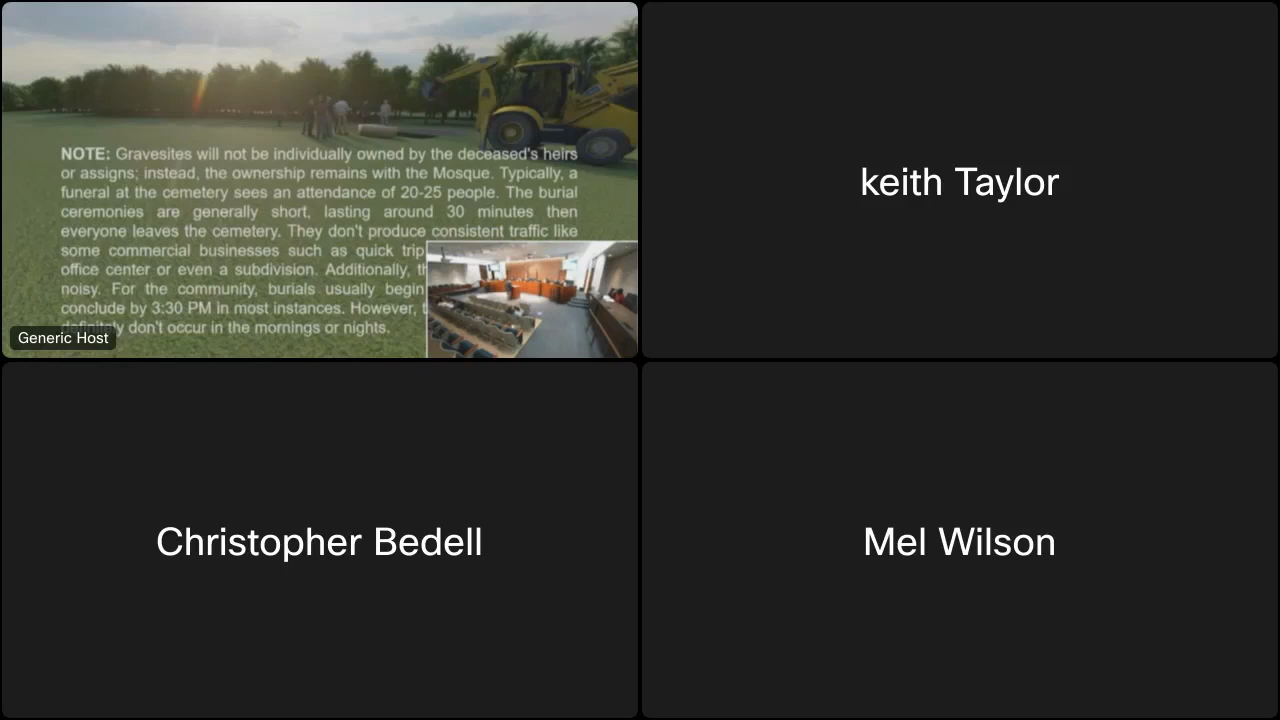 NOTE: Gravesites will not be individually owned by the deceased's heirs
or assigns; instead, the ownership remains with the Mosque. Typically, a
funeral at the cemetery sees an attendance of 20-25 people. The burial
ceremonies are generally short, lasting around 30 minutes then
everyone leaves the cemetery. They don't produce consistent traffic like
some commercial businesses such as quick trip
office center or even a subdivision. Additionally, th
noisy. For the community, burials usually begin
conclude by 3:30 PM in most instances. However, t
definitely don't occur in the mornings or nights.
Generic Host
keith Taylor
Christopher Bedell
Mel Wilson